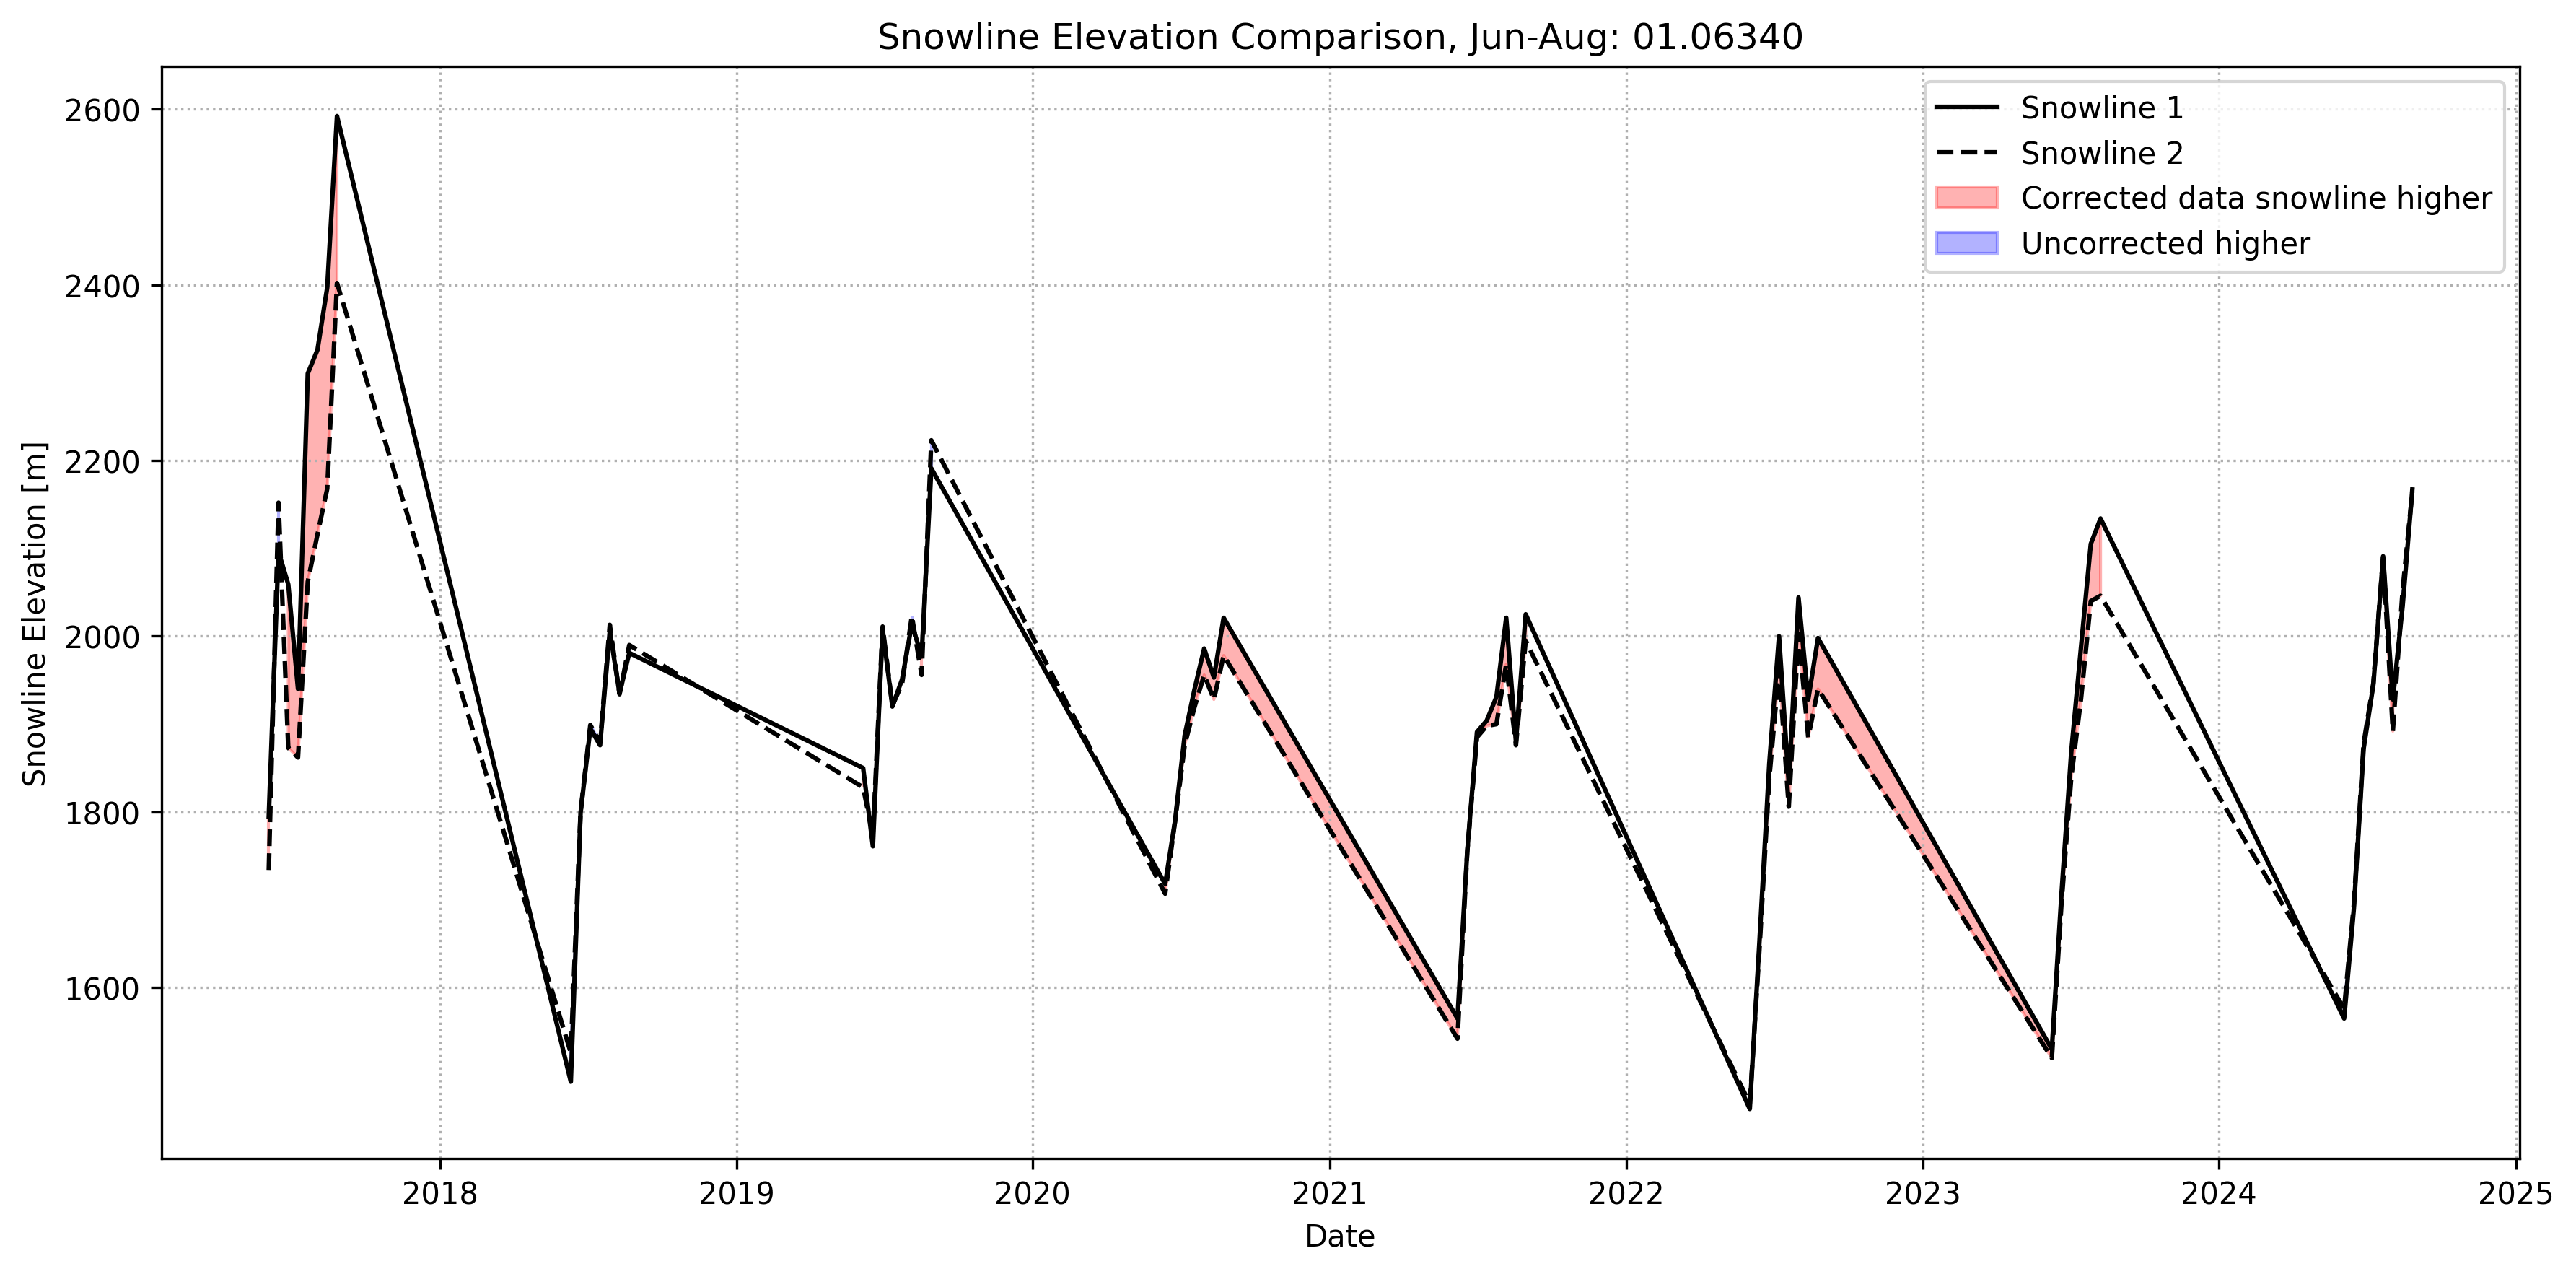 Snowline Elevation Comparison, Jun-Aug: 01.06340
Snowline 1
Snowline 2
Corrected data snowline higher
Uncorrected higher
Snowline Elevation [m]
2600
2400
2200
2000
1800
1600
2018 2019 2020 2021 2022 2023 2024 2025
Date